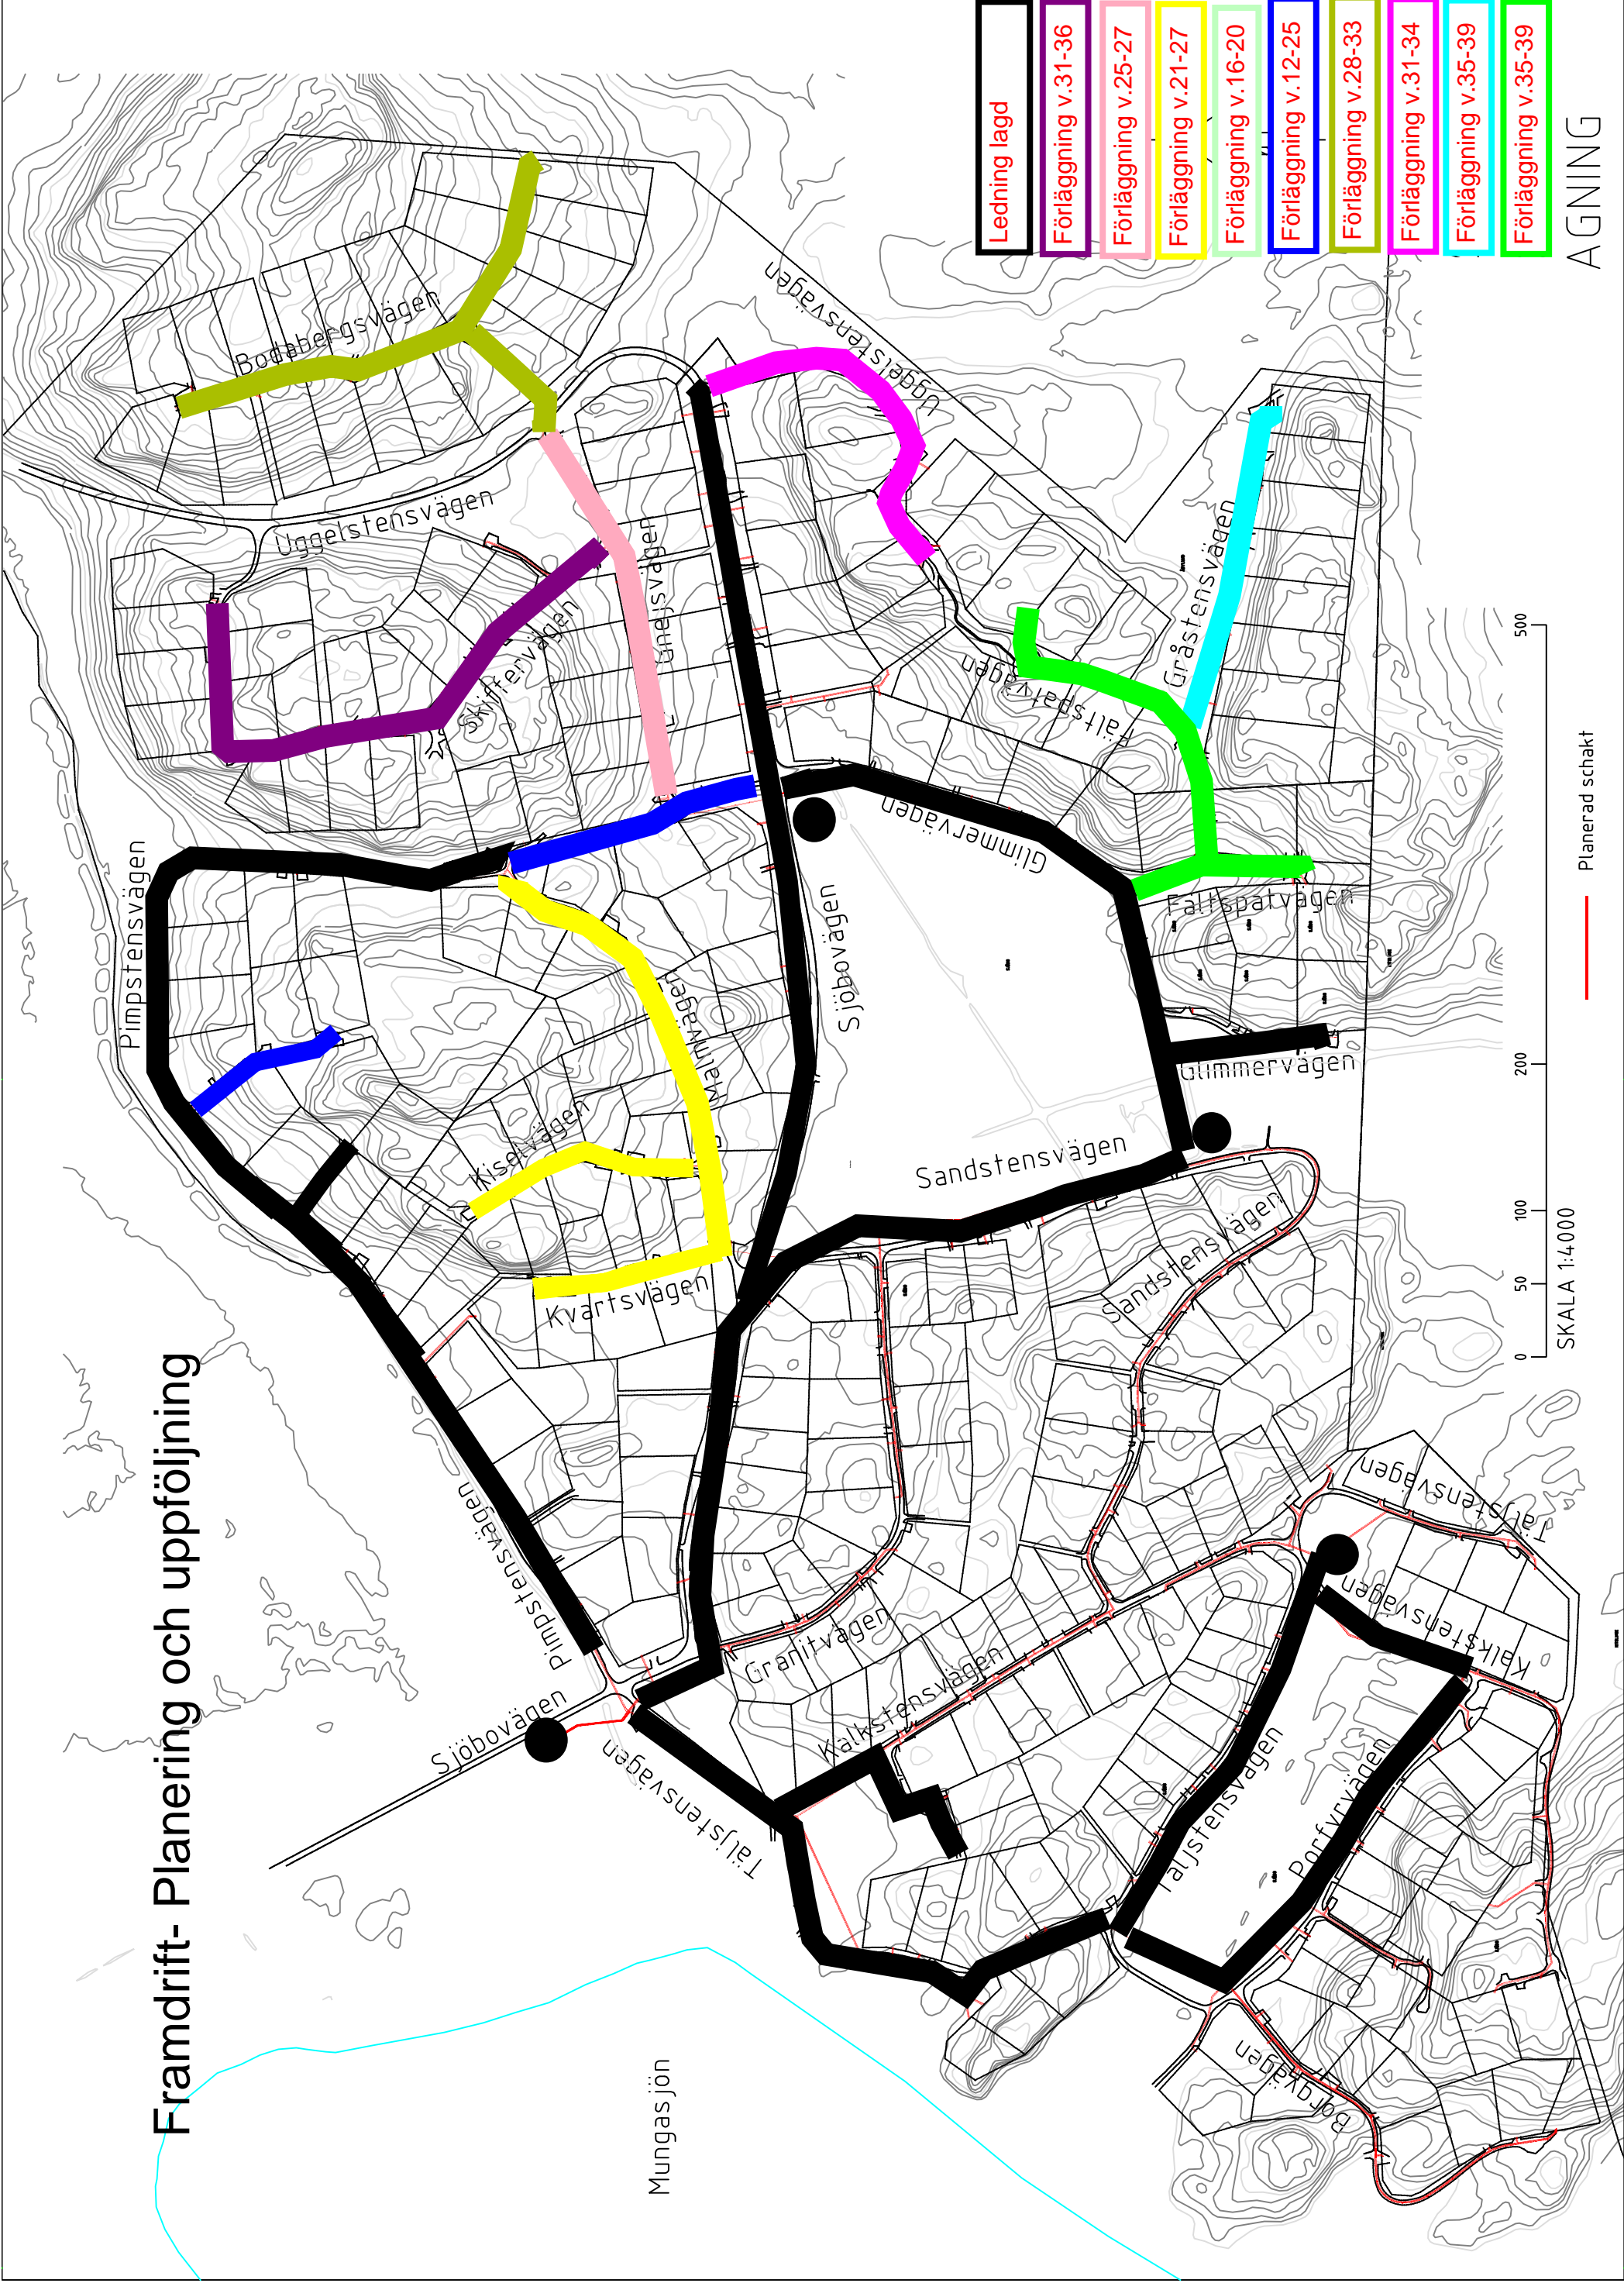 Framdrift- Planering och uppföljning
Ledning lagd
Förläggning v.31-36
Förläggning v.25-27
Förläggning v.21-27
Förläggning v.16-20
Förläggning v.12-25
Förläggning v.28-33
Förläggning v.31-34
Förläggning v.35-39
Förläggning v.35-39
AGNING
Bodabergsvägen
Uggelstensvägen
Uggelstensvägen
Skiffervägen
Gnejsvägen
Pimpstensvägen
Malmvägen
Kiselvägen
Kvartsvägen
Sjöbovägen
Glimmervägen
Fältspatvägen
Gråstensvägen
Fältspatvägen
Glimmervägen
Sandstensvägen
Sandstensvägen
Pimpstensvägen
Sjöbovägen
Täljstensvägen
Granitvägen
Kalkstensvägen
Täljstensvägen
Kalkstensvägen
Täljstensvägen
Porfyrvägen
Borgvägen
Mungasjön
0 50 100 200 500
SKALA 1:4000
Planerad schakt